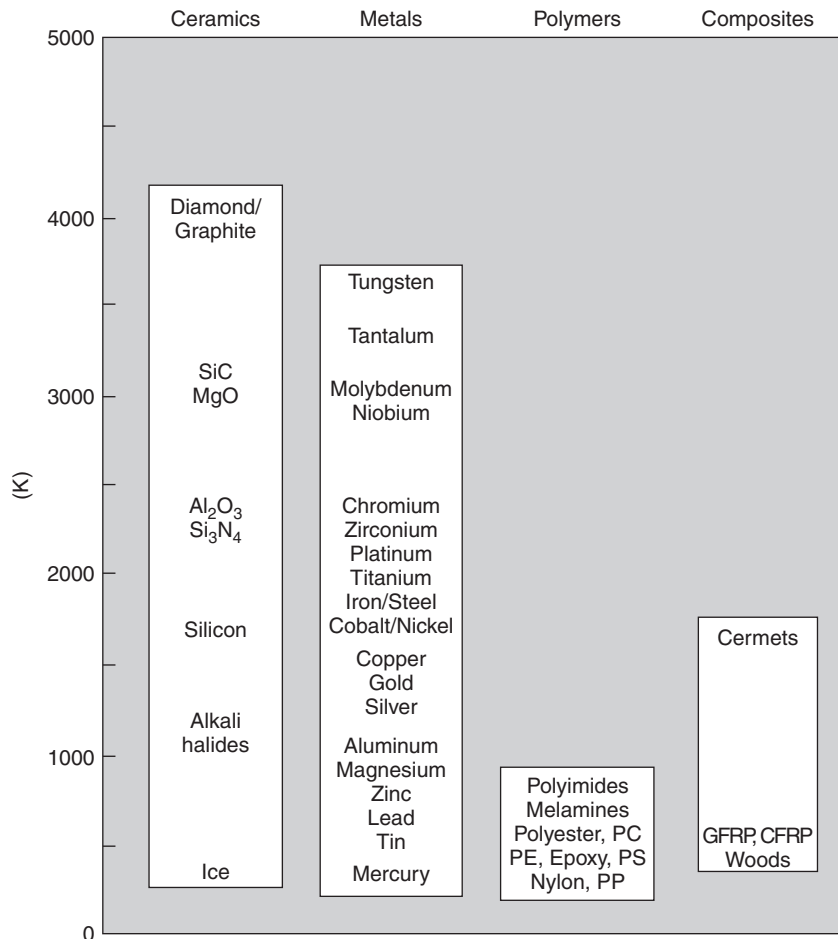 Ceramics Metals Polymers Composites
5000
4000
3000
2000
1000
0
(K)
Diamond/
Graphite
SiC
MgO
Al₂O₃
Si₃N₄
Silicon
Alkali
halides
Ice
Tungsten
Tantalum
Molybdenum
Niobium
Chromium
Zirconium
Platinum
Titanium
Iron/Steel
Cobalt/Nickel
Copper
Gold
Silver
Aluminum
Magnesium
Zinc
Lead
Tin
Mercury
Polyimides
Melamines
Polyester, PC
PE, Epoxy, PS
Nylon, PP
Cermets
GFRP, CFRP
Woods